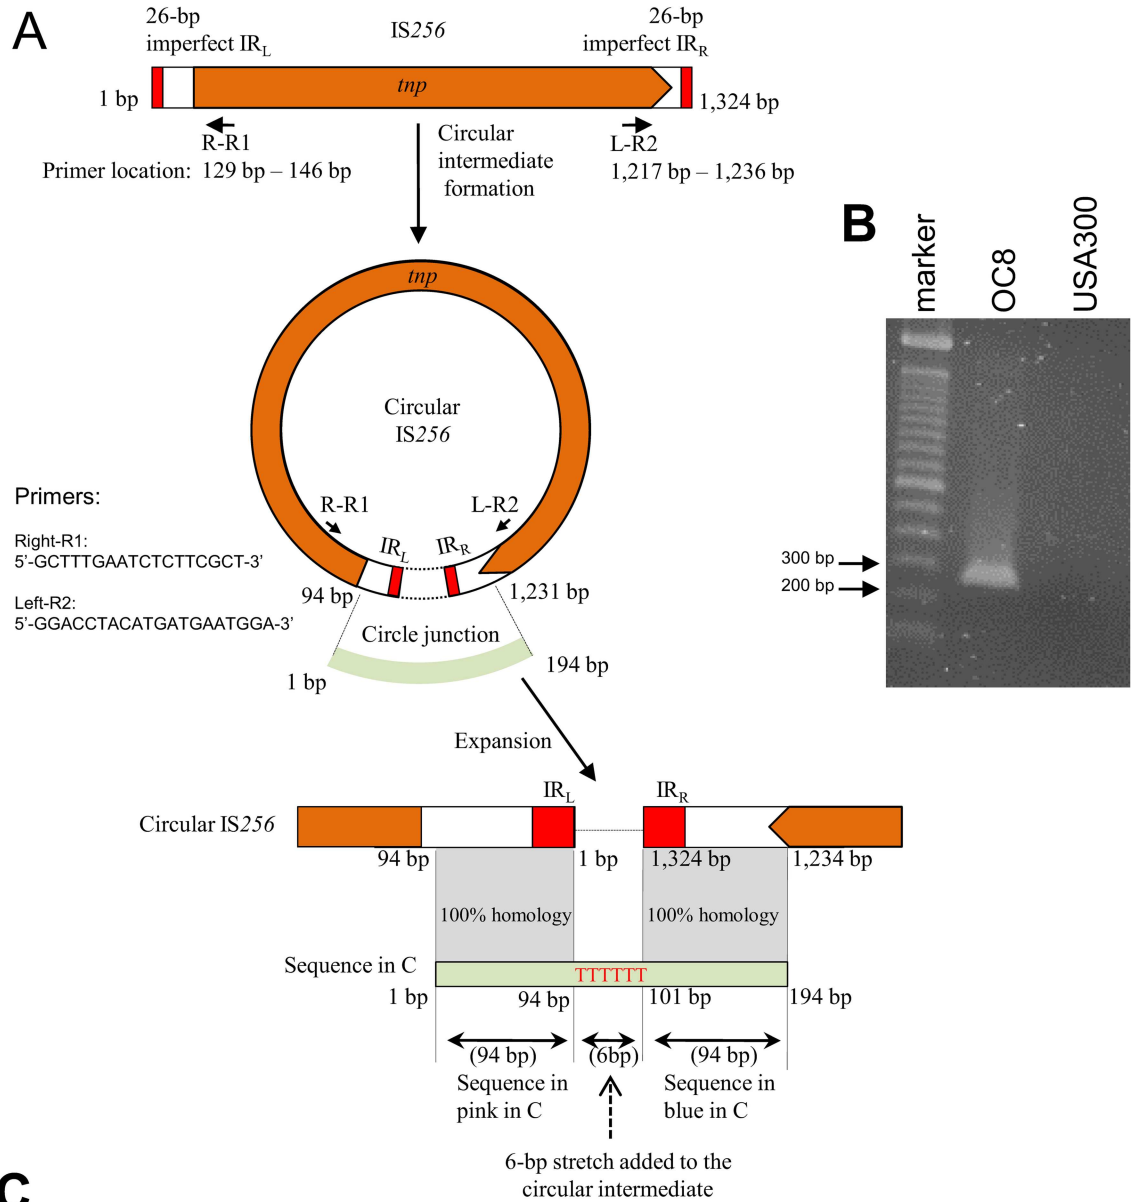 A
26-bp
imperfect IRL
IS256
26-bp
imperfect IRR
tnp
1 bp
1,324 bp
R-R1
L-R2
Primer location: 129 bp – 146 bp
1,217 bp – 1,236 bp
Circular
intermediate
formation
B
marker
OC8
USA300
300 bp
200 bp
tnp
Circular
IS256
R-R1
L-R2
IRL
IRR
Primers:
Right-R1:
5'-GCTTTGAATCTCTTCGCT-3'
Left-R2:
5'-GGACCTACATGATGAATGGA-3'
94 bp
1,231 bp
Circle junction
1 bp
194 bp
Expansion
IRL
IRR
Circular IS256
94 bp
1 bp
1,324 bp
1,234 bp
100% homology
100% homology
Sequence in C
TTTTTT
1 bp
94 bp
101 bp
194 bp
(94 bp)
(6bp)
(94 bp)
Sequence in
pink in C
Sequence in
blue in C
6-bp stretch added to the
circular intermediate
C